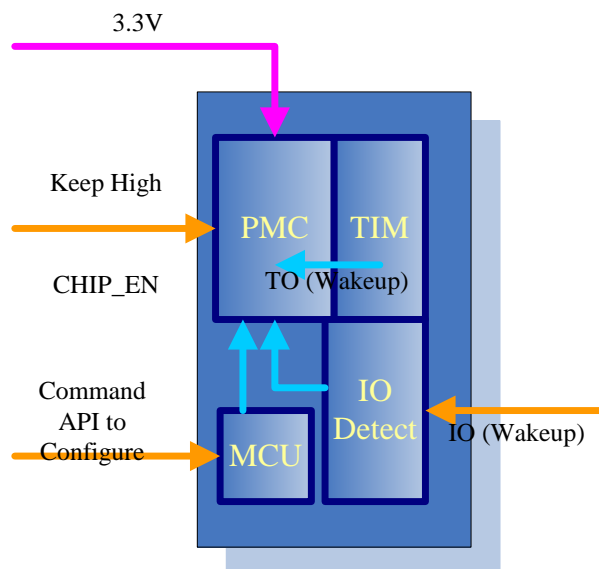 3.3V
Keep High
PMC
TIM
CHIP_EN
TO (Wakeup)
Command
API to
Configure
IO
Detect
IO (Wakeup)
MCU